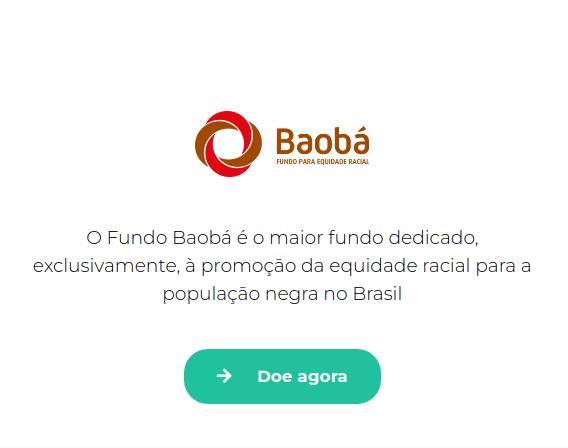 Baobá
FUNDO PARA EQUIDADE RACIAL
O Fundo Baobá é o maior fundo dedicado,
exclusivamente, à promoção da equidade racial para a
população negra no Brasil
Doe agora